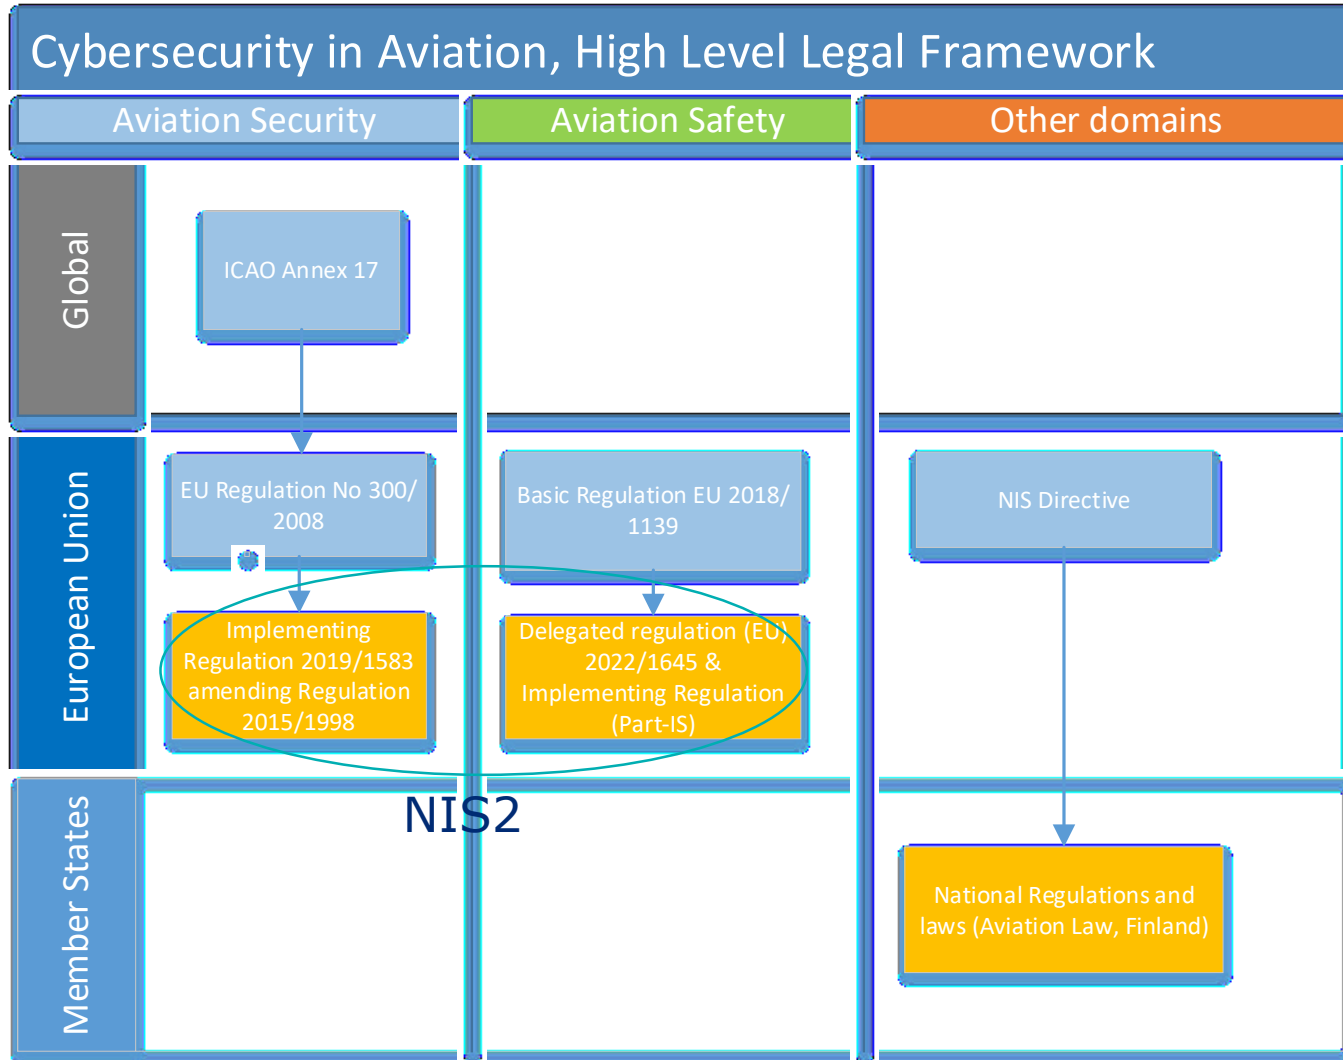 Cybersecurity in Aviation, High Level Legal Framework
Aviation Security
Aviation Safety
Other domains
Global
ICAO Annex 17
European Union
EU Regulation No 300/
2008
Basic Regulation EU 2018/
1139
NIS Directive
Implementing
Regulation 2019/1583
amending Regulation
2015/1998
Delegated regulation (EU)
2022/1645 &
Implementing Regulation
(Part-IS)
NIS2
Member States
National Regulations and
laws (Aviation Law, Finland)